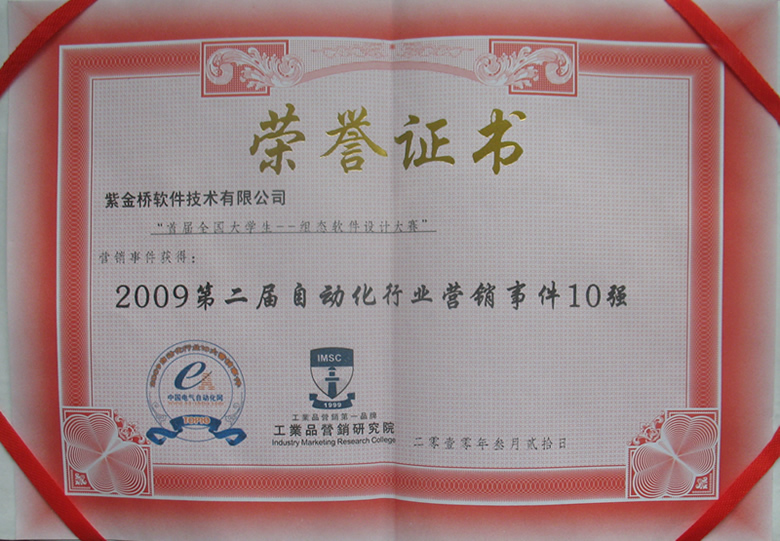 荣誉证书
紫金桥软件技术有限公司
“首届全国大学生--组态软件设计大赛”
营销事件获得：
2009第二届自动化行业营销事件10强
中国电气自动化网
TOP10
IMSC
1999
工業品营銷第一品牌
工業品营銷研究院
Industry Marketing Research College
二零壹零年叁月贰拾日